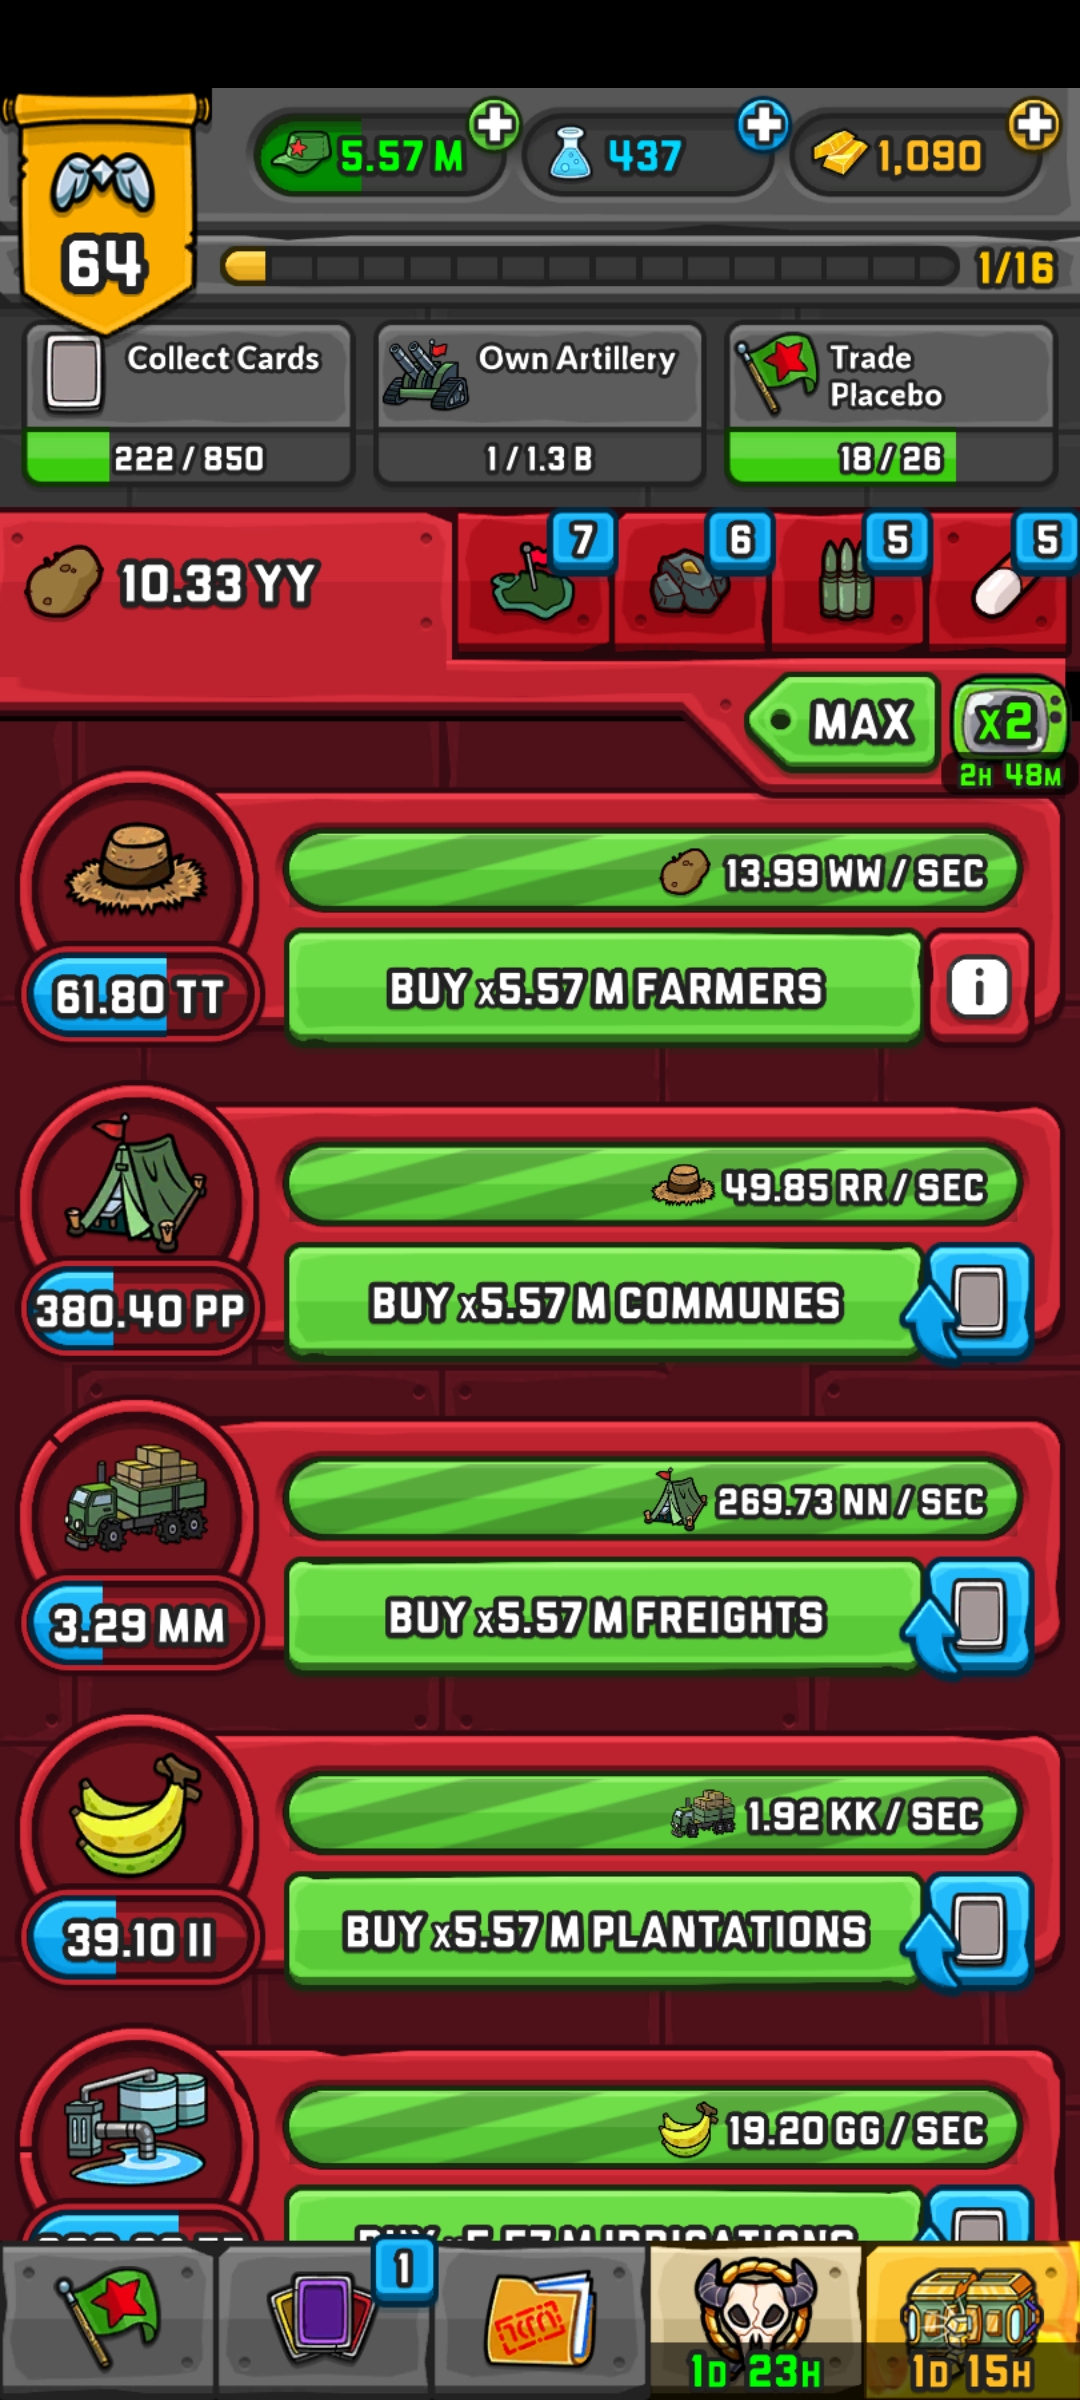 5.57 M
437
1,090
64
1/16
Collect Cards
222 / 850
Own Artillery
1 / 1.3 B
Trade
Placebo
18 / 26
10.33 YY
7
6
5
5
MAX
x2
2H 48M
13.99 WW / SEC
61.80 TT
BUY x5.57 M FARMERS
i
49.85 RR / SEC
380.40 PP
BUY x5.57 M COMMUNES
269.73 NN / SEC
3.29 MM
BUY x5.57 M FREIGHTS
1.92 KK / SEC
39.10 II
BUY x5.57 M PLANTATIONS
19.20 GG / SEC
BUY x5.57 M IRRIGATIONS
1
1D 23H
1D 15H